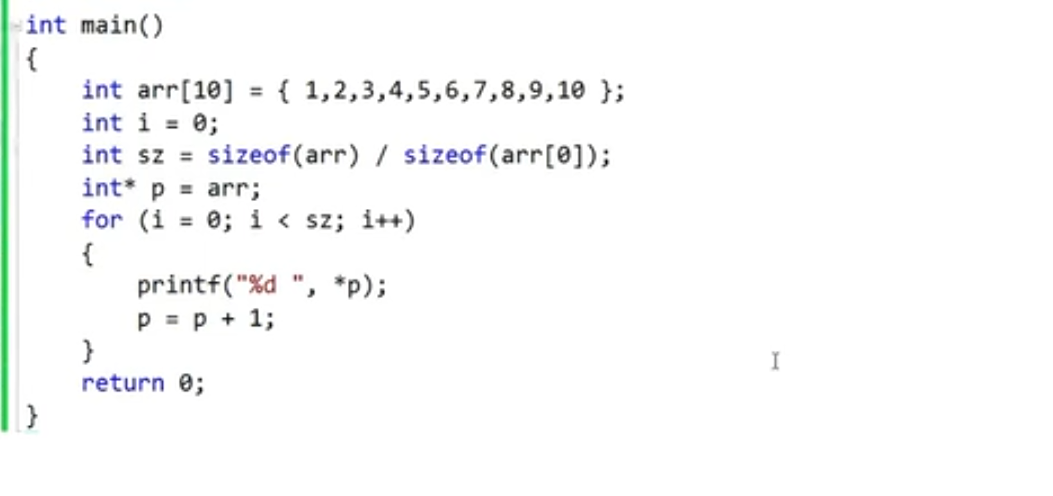 int main()
{
    int arr[10] = { 1,2,3,4,5,6,7,8,9,10 };
    int i = 0;
    int sz = sizeof(arr) / sizeof(arr[0]);
    int* p = arr;
    for (i = 0; i < sz; i++)
    {
        printf("%d ", *p);
        p = p + 1;
    }
    return 0;
}